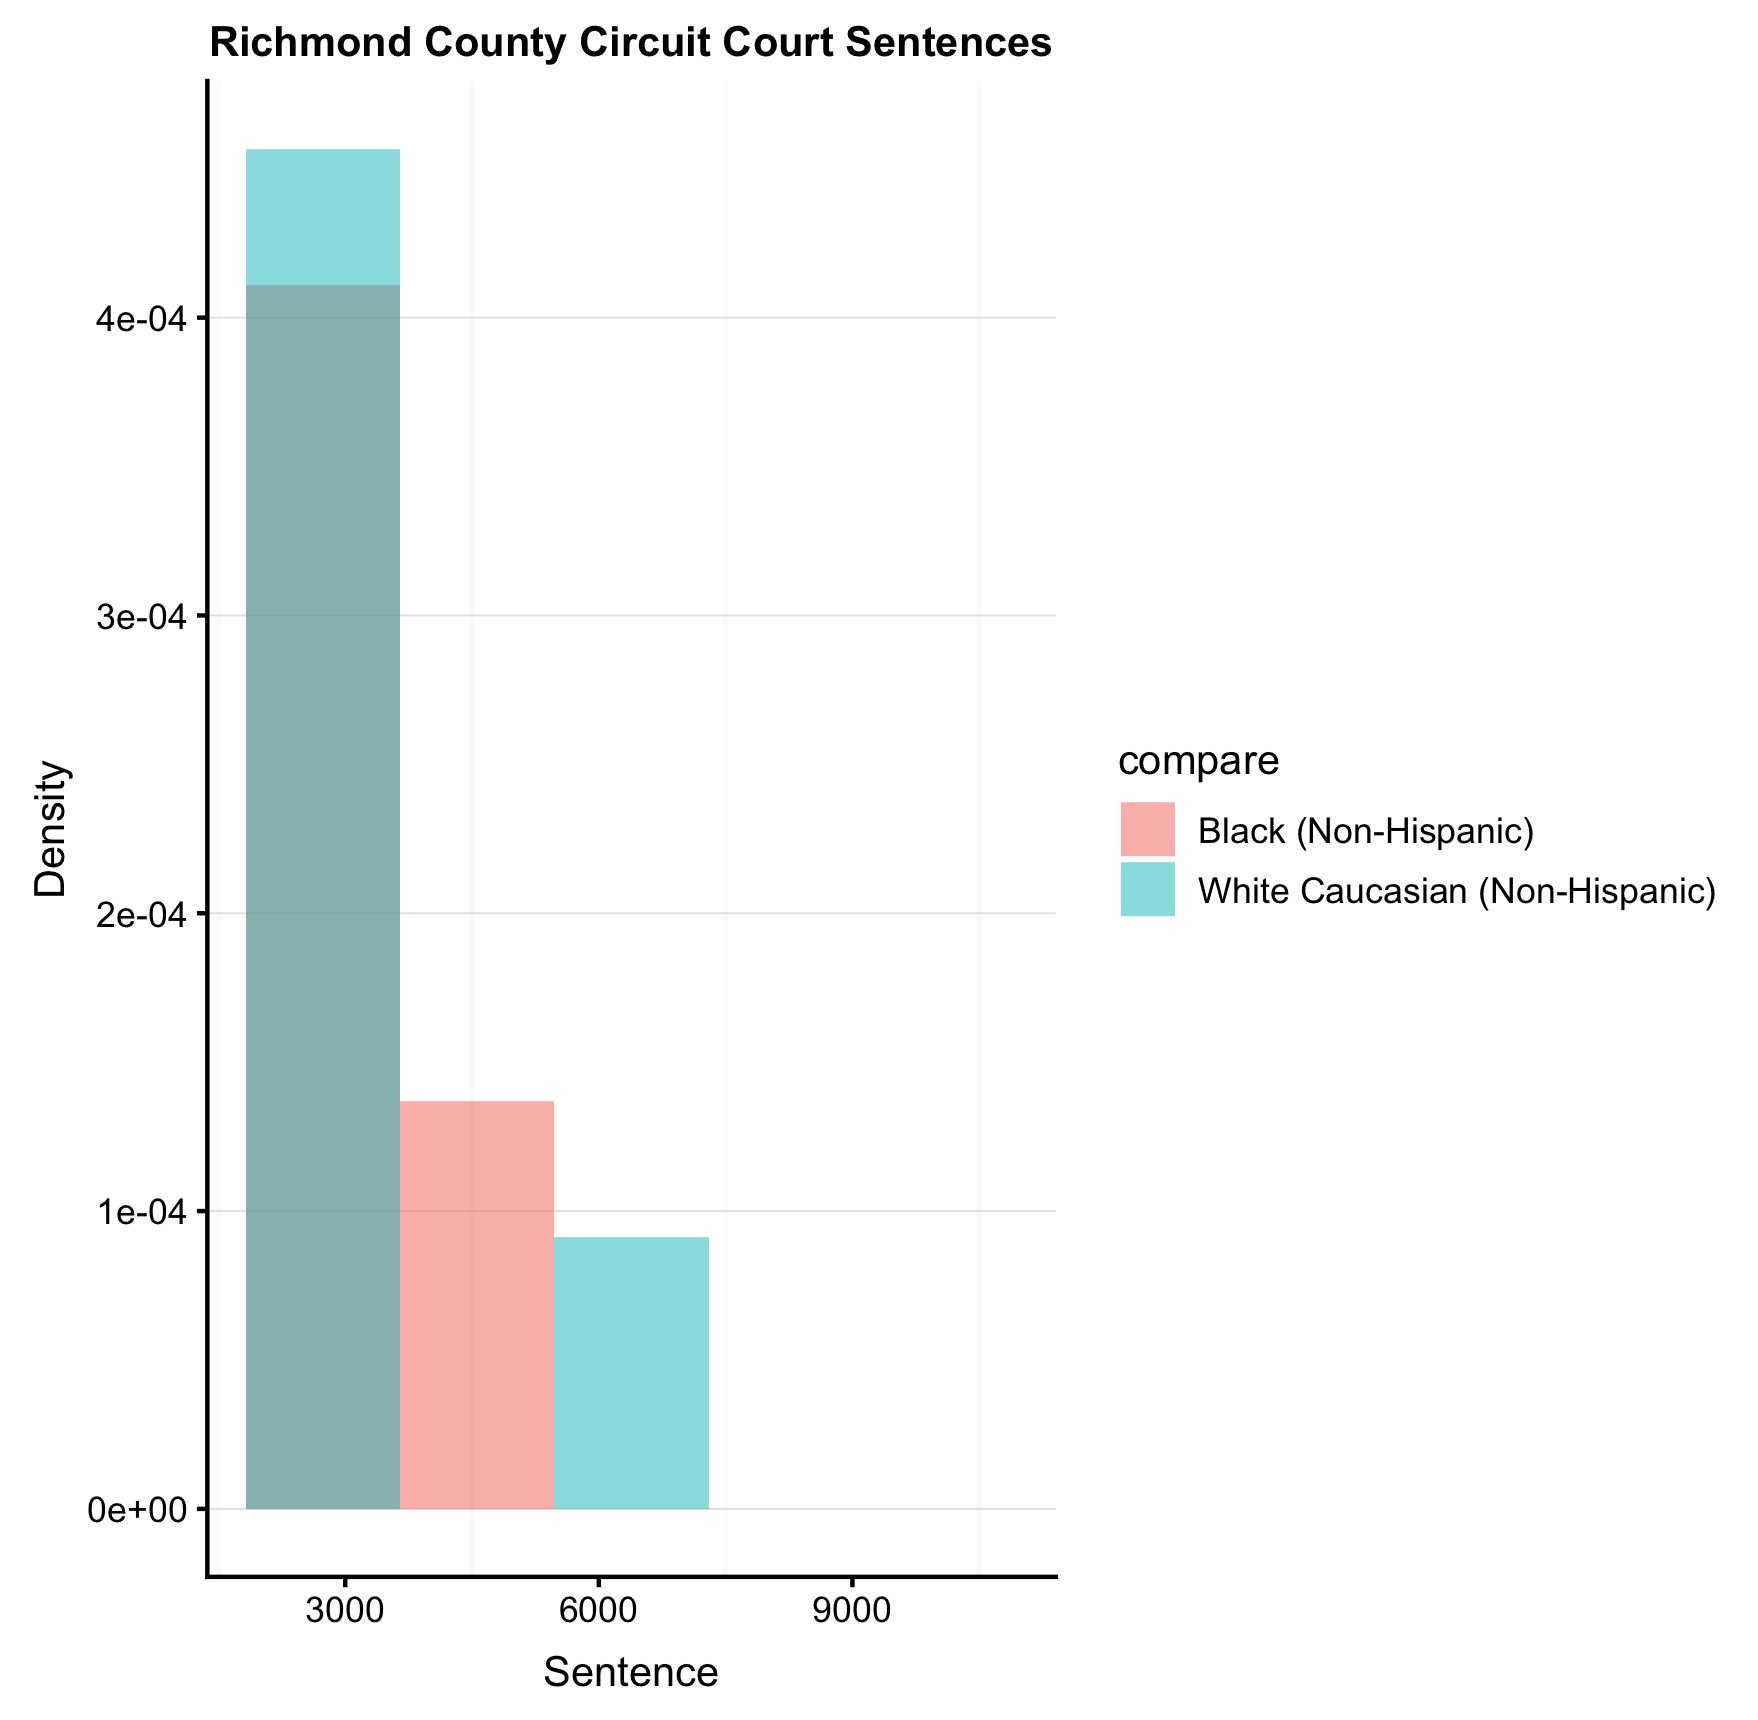 Richmond County Circuit Court Sentences
4e-04
3e-04
2e-04
1e-04
0e+00
Density
3000 6000 9000
Sentence
compare
Black (Non-Hispanic)
White Caucasian (Non-Hispanic)